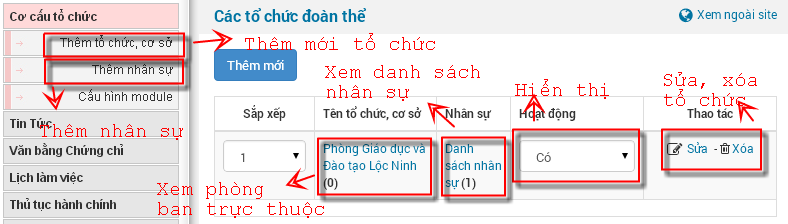 Cơ cấu tổ chức
Thêm tổ chức, cơ sở
Thêm nhân sự
Cấu hình module
Tin Tức
Văn bằng Chứng chỉ
Lịch làm việc
Thủ tục hành chính
Các tổ chức đoàn thể
Xem ngoài site
Thêm mới tổ chức
Thêm mới
Xem danh sách
nhân sự
Hiển thị
Sửa, xóa
tổ chức
Thêm nhân sự
Xem phòng
ban trực thuộc
Sắp xếp Tên tổ chức, cơ sở Nhân sự Hoạt động Thao tác
1
Phòng Giáo dục và
Đào tạo Lộc Ninh
(0)
Danh
sách nhân
sự (1)
Có
Sửa - Xóa